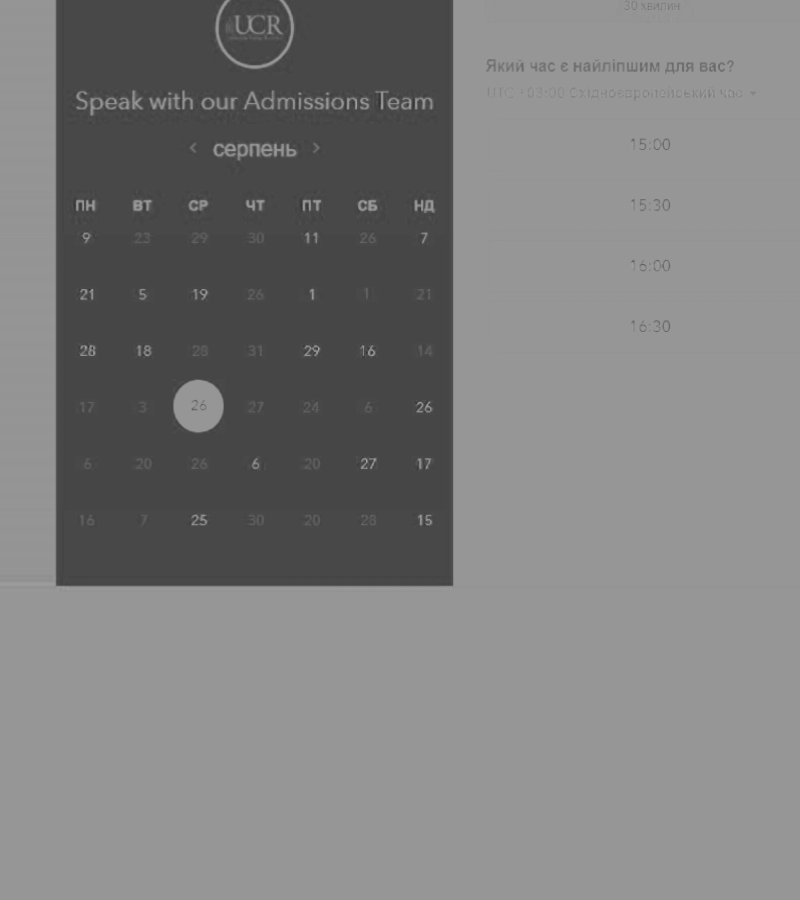 UCR
Speak with our Admissions Team
< серпень >
ПН ВТ СР ЧТ ПТ СБ НД
9 23 29 30 11 26 7
21 5 19 26 1 1 21
28 18 28 31 29 16 14
17 3 26 27 24 6 26
6 20 26 6 20 27 17
16 7 25 30 20 28 15
30 хвилин
Який час є найліпшим для вас?
UTC +03:00 Східноєвропейський час
15:00
15:30
16:00
16:30